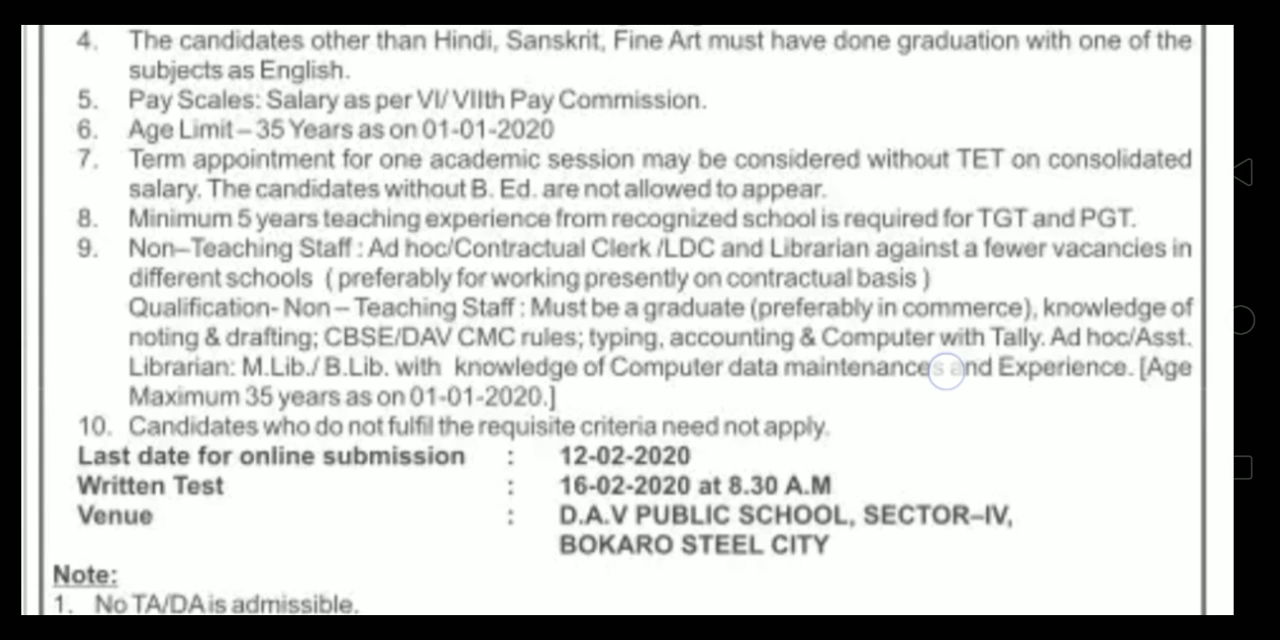 4. The candidates other than Hindi, Sanskrit, Fine Art must have done graduation with one of the
subjects as English.
5. Pay Scales: Salary as per VI/ VIIth Pay Commission.
6. Age Limit – 35 Years as on 01-01-2020
7. Term appointment for one academic session may be considered without TET on consolidated
salary. The candidates without B. Ed. are not allowed to appear.
8. Minimum 5 years teaching experience from recognized school is required for TGT and PGT.
9. Non–Teaching Staff : Ad hoc/Contractual Clerk /LDC and Librarian against a fewer vacancies in
different schools ( preferably for working presently on contractual basis )
Qualification- Non – Teaching Staff : Must be a graduate (preferably in commerce), knowledge of
noting & drafting; CBSE/DAV CMC rules; typing, accounting & Computer with Tally. Ad hoc/Asst.
Librarian: M.Lib./ B.Lib. with knowledge of Computer data maintenances and Experience. [Age
Maximum 35 years as on 01-01-2020.]
10. Candidates who do not fulfil the requisite criteria need not apply.
Last date for online submission : 12-02-2020
Written Test : 16-02-2020 at 8.30 A.M
Venue : D.A.V PUBLIC SCHOOL, SECTOR–IV,
BOKARO STEEL CITY
Note:
1. No TA/DA is admissible.